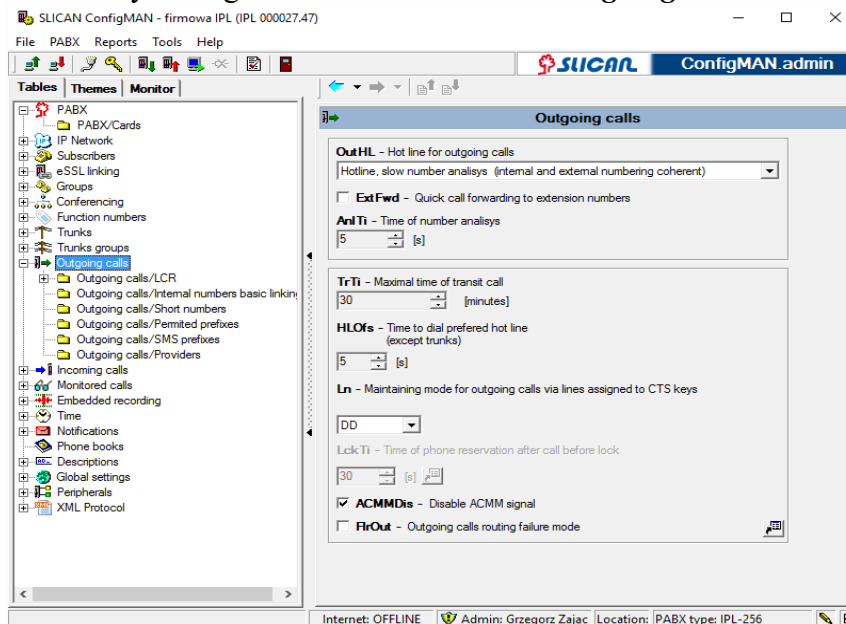 SLICAN ConfigMAN - firmowa IPL (IPL 000027.47)
File PABX Reports Tools Help
SLICAN ConfigMAN.admin
Tables Themes Monitor
PABX
PABX/Cards
IP Network
Subscribers
eSSL linking
Groups
Conferencing
Function numbers
Trunks
Trunks groups
Outgoing calls
Outgoing calls/LCR
Outgoing calls/Internal numbers basic linking
Outgoing calls/Short numbers
Outgoing calls/Permited prefixes
Outgoing calls/SMS prefixes
Outgoing calls/Providers
Incoming calls
Monitored calls
Embedded recording
Time
Notifications
Phone books
Descriptions
Global settings
Peripherals
XML Protocol
Outgoing calls
OutHL - Hot line for outgoing calls
Hotline, slow number analisys (internal and external numbering coherent)
ExtFwd - Quick call forwarding to extension numbers
AnlTi - Time of number analisys
5 [s]
TrTi - Maximal time of transit call
30 [minutes]
HLOfs - Time to dial prefered hot line
(except trunks)
5 [s]
Ln - Maintaining mode for outgoing calls via lines assigned to CTS keys
DD
LckTi - Time of phone reservation after call before lock
30 [s]
ACMMDis - Disable ACMM signal
FlrOut - Outgoing calls routing failure mode
Internet: OFFLINE Admin: Grzegorz Zajac Location: PABX type: IPL-256